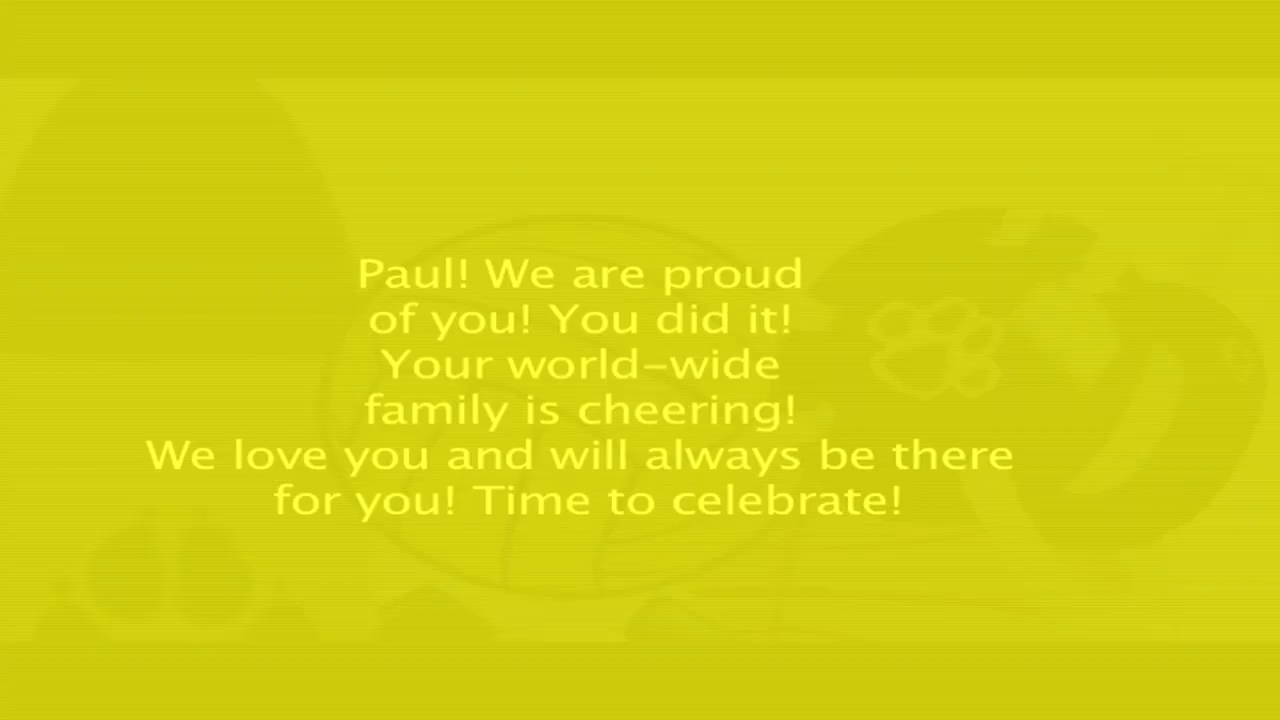 Paul! We are proud
of you! You did it!
Your world-wide
family is cheering!
We love you and will always be there
for you! Time to celebrate!